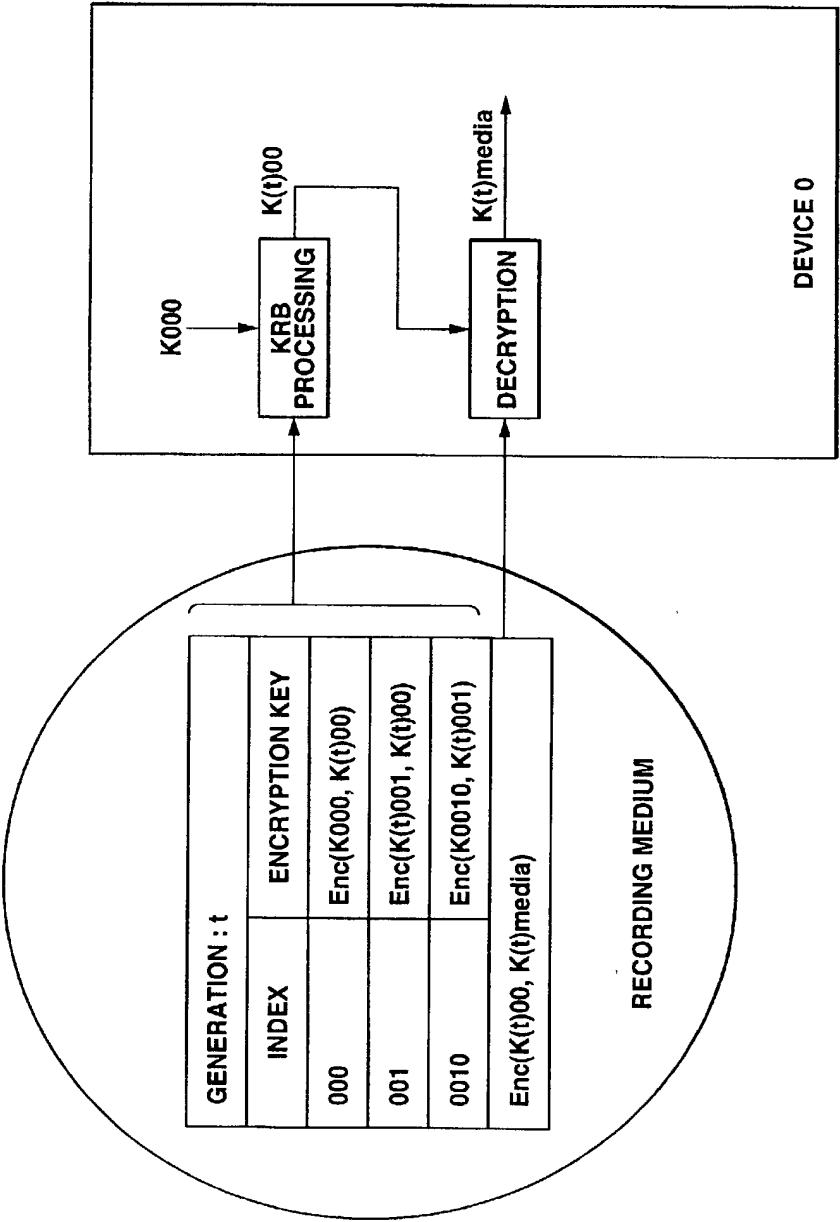 GENERATION : t
INDEX
ENCRYPTION KEY
000
Enc(K000, K(t)00)
001
Enc(K(t)001, K(t)00)
0010
Enc(K0010, K(t)001)
Enc(K(t)00, K(t)media)
RECORDING MEDIUM
K000
KRB
PROCESSING
K(t)00
DECRYPTION
K(t)media
DEVICE 0